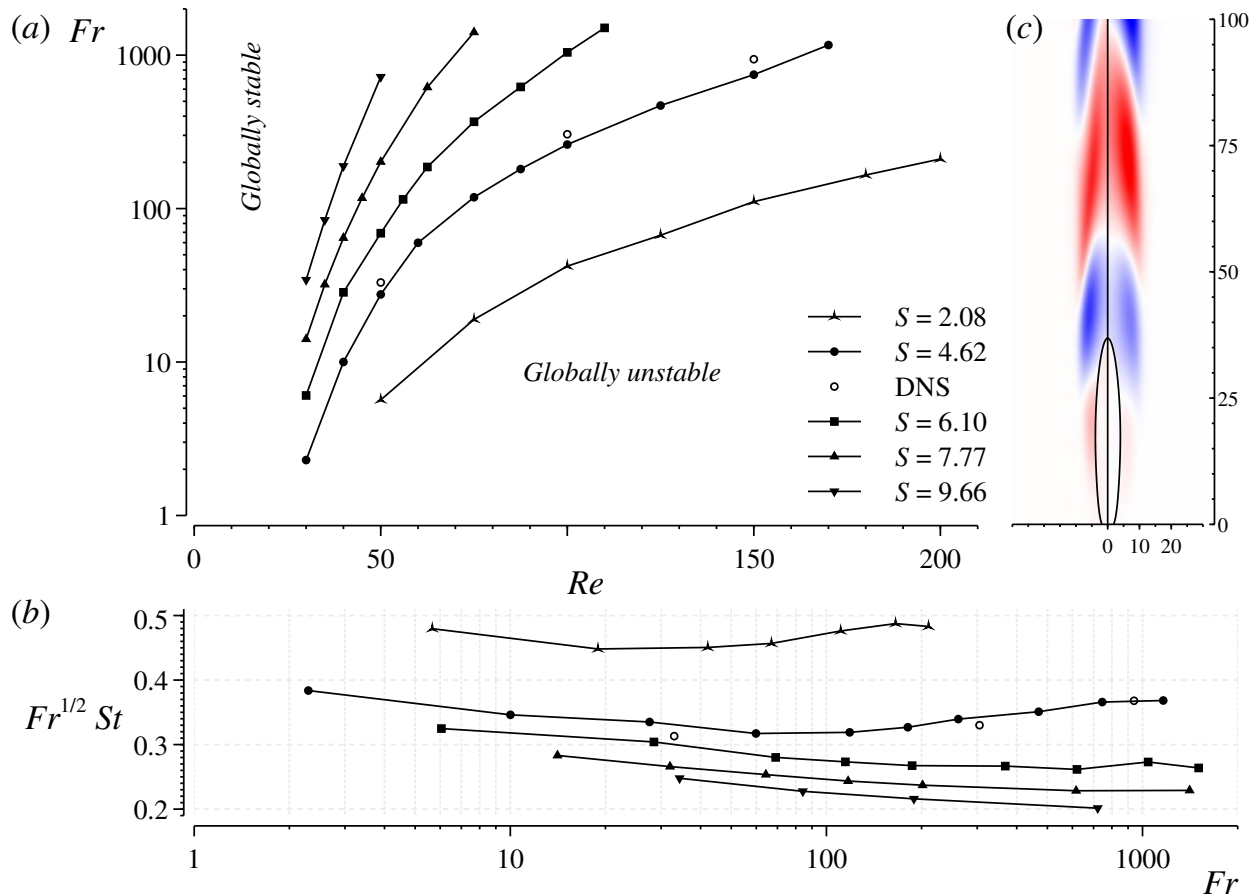 (a) Fr
1000
100
10
1
Globally stable
Globally unstable
S = 2.08
S = 4.62
DNS
S = 6.10
S = 7.77
S = 9.66
0 50 100 150 200
Re
(c)
100
75
50
25
0
0 10 20
(b)
0.5
0.4
0.3
0.2
Fr^{1/2} St
1 10 100 1000
Fr